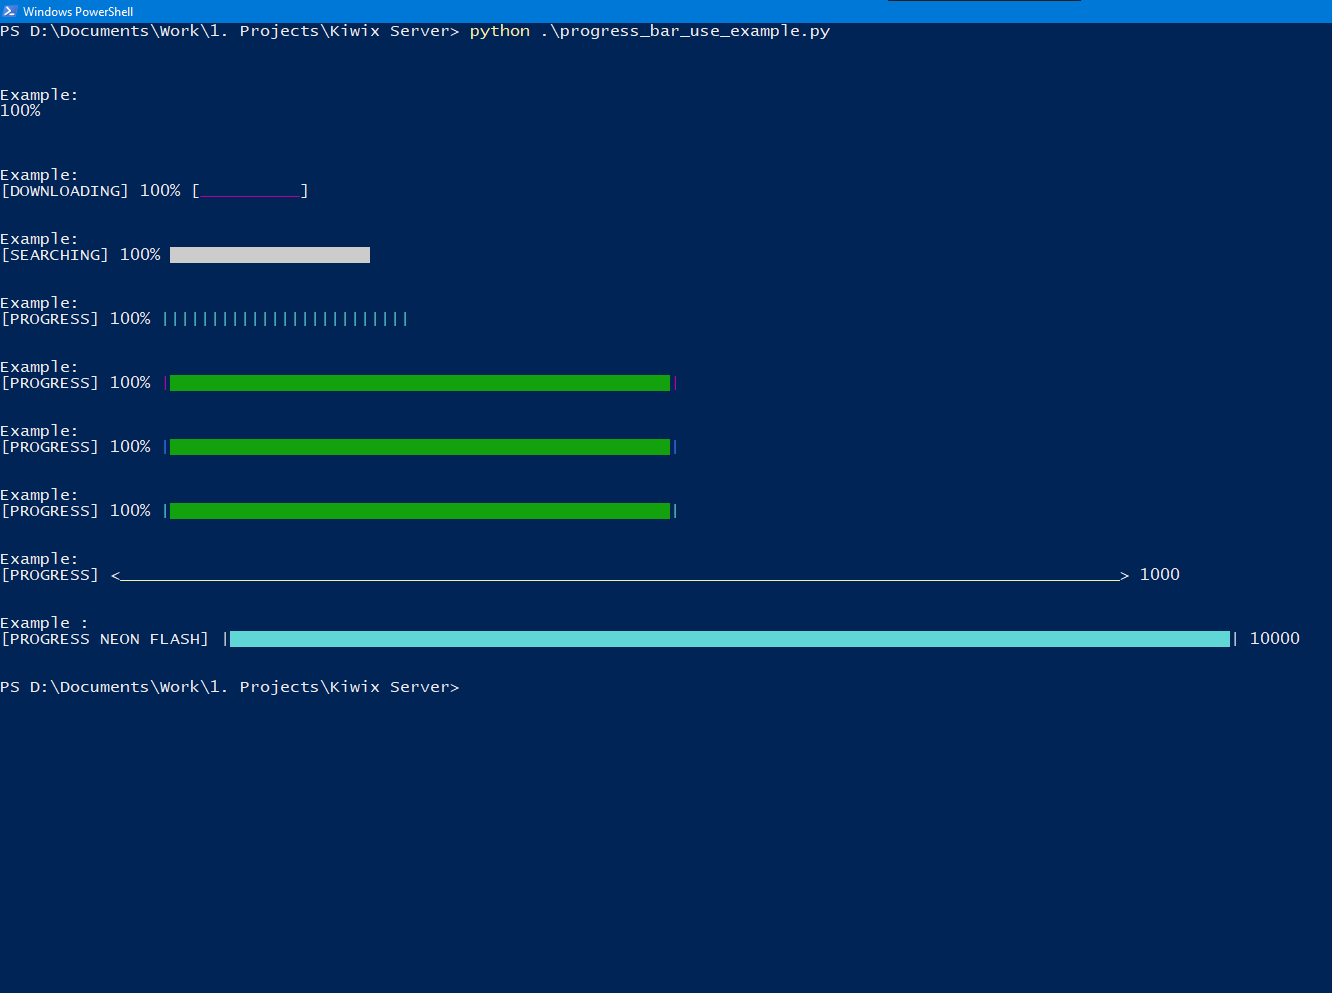 Windows PowerShell
PS D:\Documents\Work\1. Projects\Kiwix Server> python .\progress_bar_use_example.py
Example:
100%
Example:
[DOWNLOADING] 100% [__________]
Example:
[SEARCHING] 100%
Example:
[PROGRESS] 100% |||||||||||||||||||||||||
Example:
[PROGRESS] 100% | |
Example:
[PROGRESS] 100% | |
Example:
[PROGRESS] 100% | |
Example:
[PROGRESS] <____________________________________________________________________________________________________> 1000
Example :
[PROGRESS NEON FLASH] | | 10000
PS D:\Documents\Work\1. Projects\Kiwix Server>